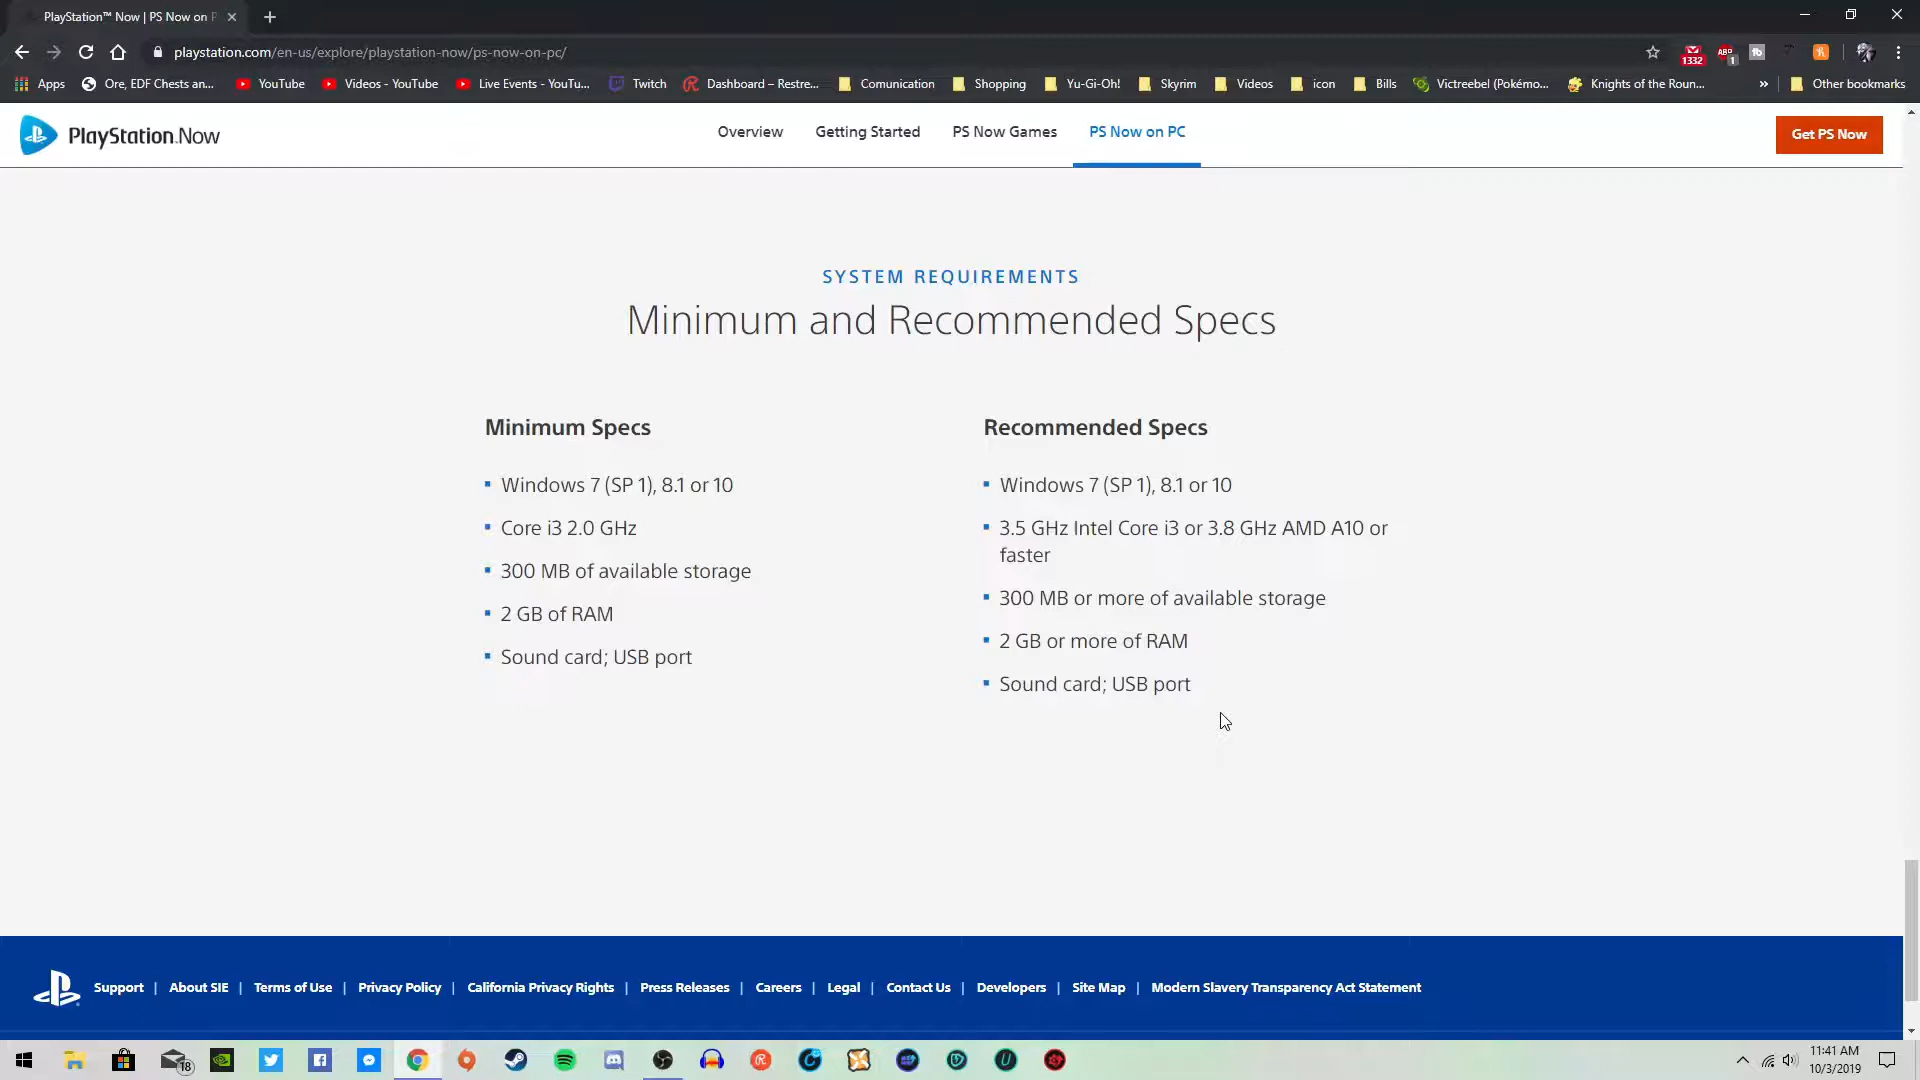 PlayStation™ Now | PS Now on
playstation.com/en-us/explore/playstation-now/ps-now-on-pc/
1332
ABP
1
Apps
Ore, EDF Chests an...
YouTube
Videos - YouTube
Live Events - YouTu...
Twitch
Dashboard – Restre...
Comunication
Shopping
Yu-Gi-Oh!
Skyrim
Videos
icon
Bills
Victreebel (Pokémo...
Knights of the Roun...
»
Other bookmarks
PlayStation.Now
Overview
Getting Started
PS Now Games
PS Now on PC
Get PS Now
SYSTEM REQUIREMENTS
Minimum and Recommended Specs
Minimum Specs
Windows 7 (SP 1), 8.1 or 10
Core i3 2.0 GHz
300 MB of available storage
2 GB of RAM
Sound card; USB port
Recommended Specs
Windows 7 (SP 1), 8.1 or 10
3.5 GHz Intel Core i3 or 3.8 GHz AMD A10 or
faster
300 MB or more of available storage
2 GB or more of RAM
Sound card; USB port
Support | About SIE | Terms of Use | Privacy Policy | California Privacy Rights | Press Releases | Careers | Legal | Contact Us | Developers | Site Map | Modern Slavery Transparency Act Statement
18
11:41 AM
10/3/2019